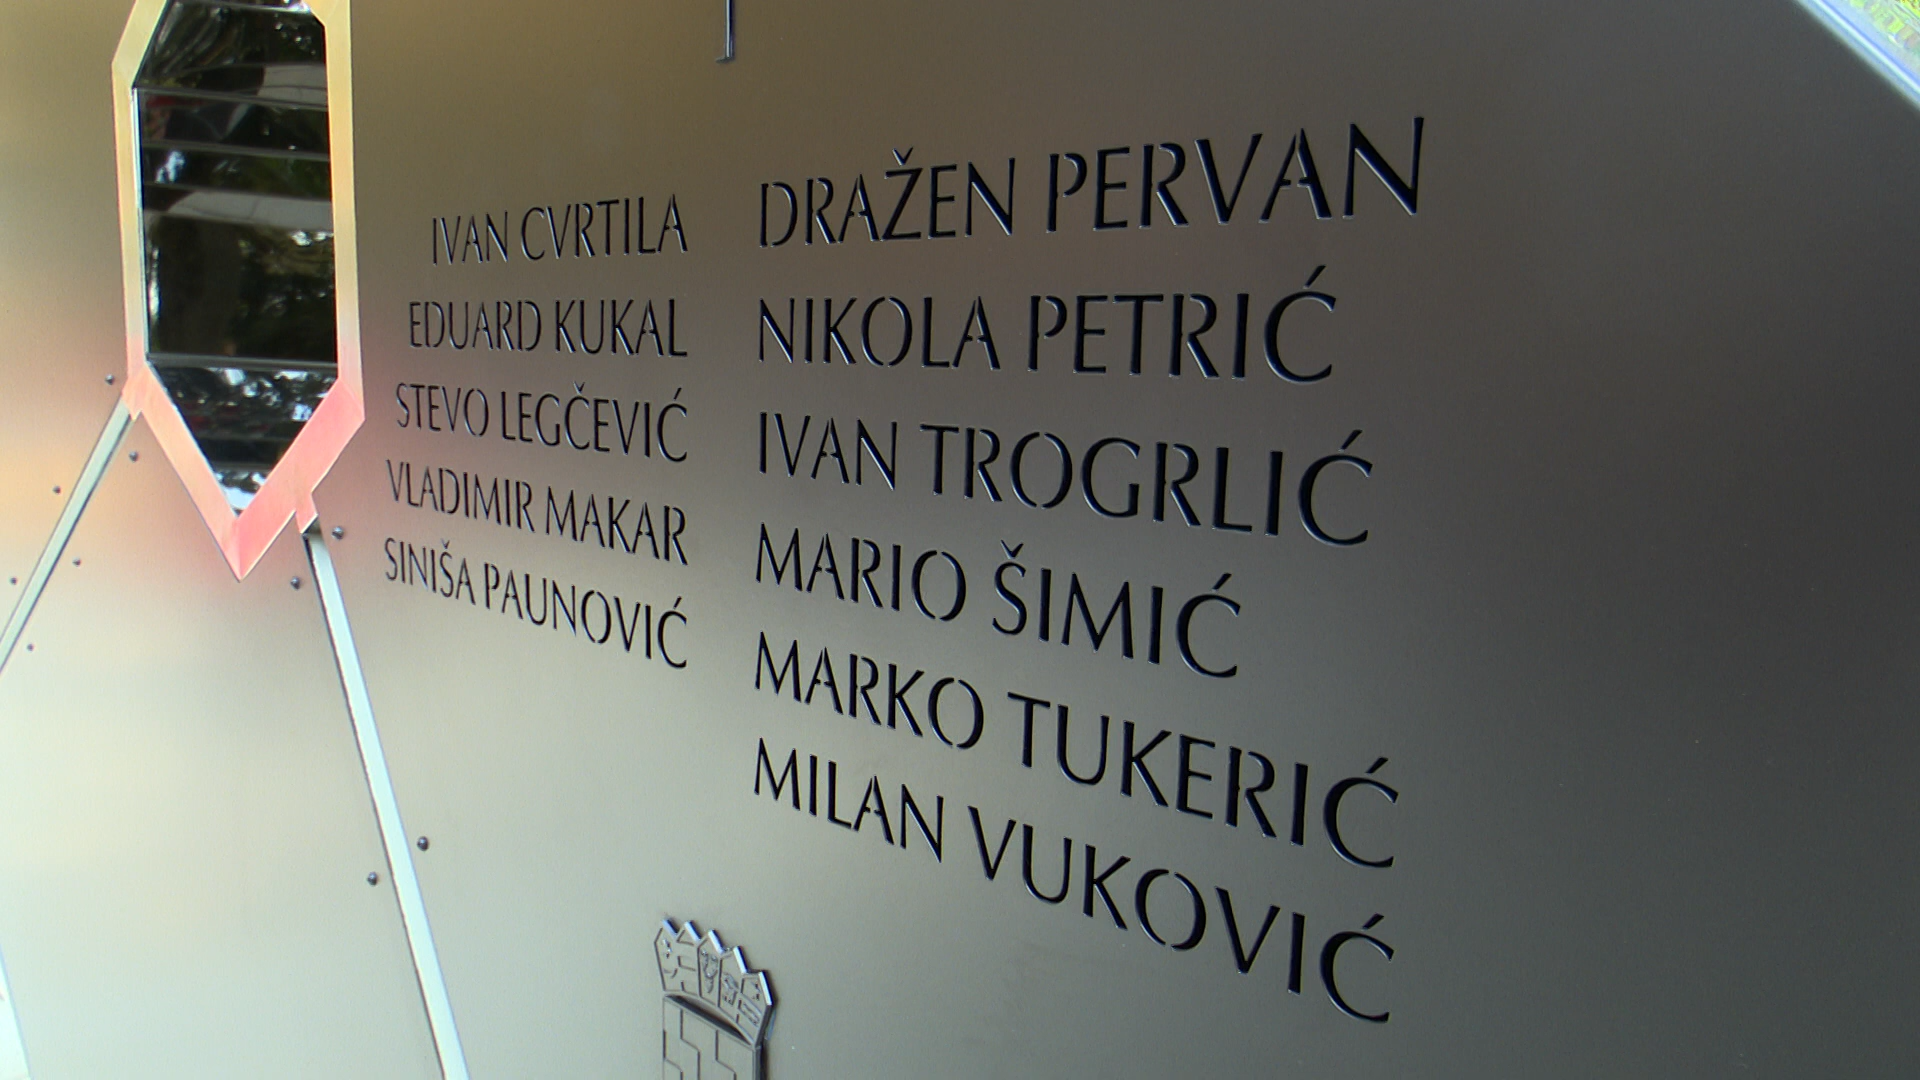 IVAN CVRTILA
EDUARD KUKAL
STEVO LEGČEVIĆ
VLADIMIR MAKAR
SINIŠA PAUNOVIĆ
DRAŽEN PERVAN
NIKOLA PETRIĆ
IVAN TROGRLIĆ
MARIO ŠIMIĆ
MARKO TUKERIĆ
MILAN VUKOVIĆ